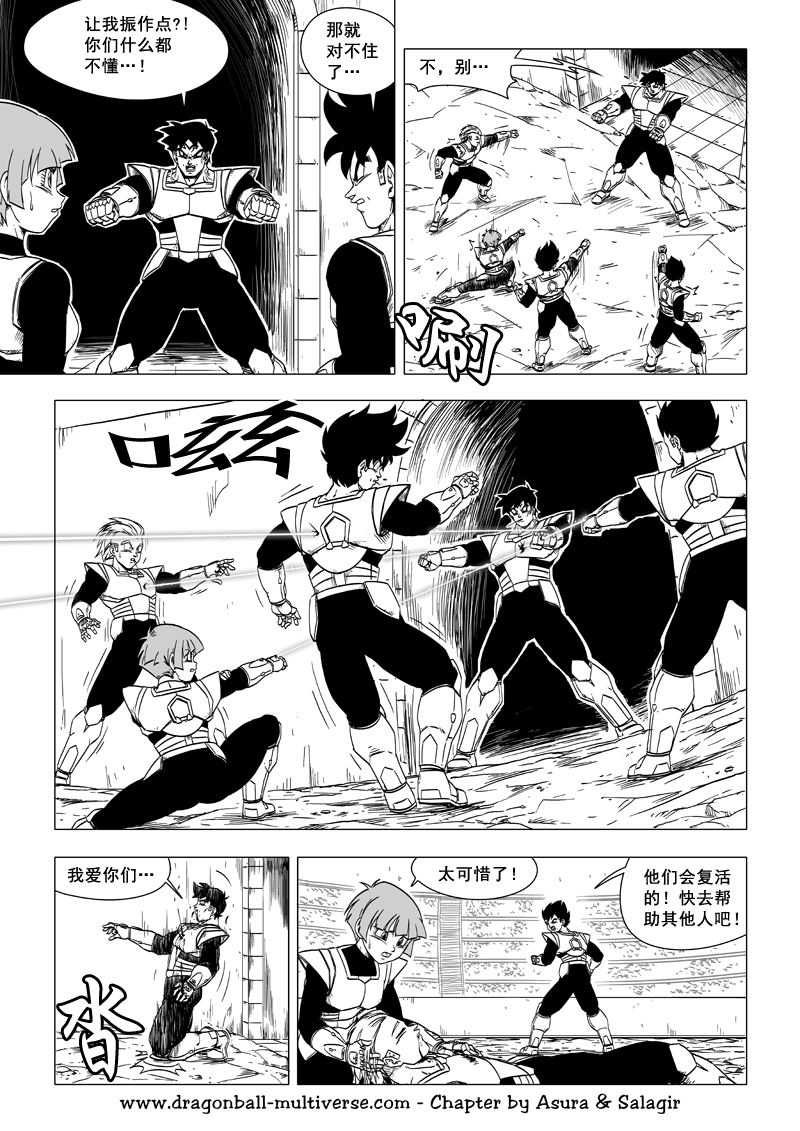 让我振作点?!
你们什么都
不懂…!
那就
对不住
了…
不，别…
唰
呟
我爱你们…
沓
太可惜了!
他们会复活
的! 快去帮
助其他人吧!
www.dragonball-multiverse.com - Chapter by Asura & Salagir